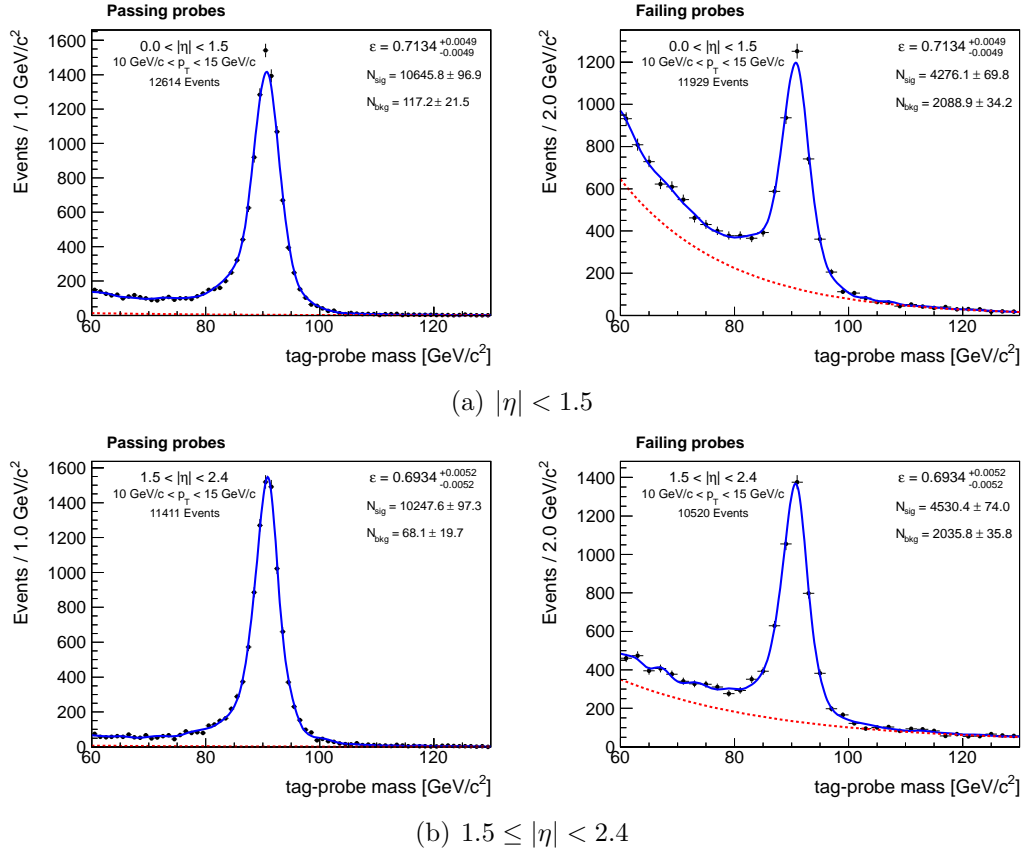 Passing probes
Events / 1.0 GeV/c²
1600
1400
1200
1000
800
600
400
200
0
0.0 < |η| < 1.5
10 GeV/c < p_T < 15 GeV/c
12614 Events
ε = 0.7134 +0.0049 -0.0049
N_sig = 10645.8 ± 96.9
N_bkg = 117.2 ± 21.5
60 80 100 120
tag-probe mass [GeV/c²]
Failing probes
Events / 2.0 GeV/c²
1200
1000
800
600
400
200
0
0.0 < |η| < 1.5
10 GeV/c < p_T < 15 GeV/c
11929 Events
ε = 0.7134 +0.0049 -0.0049
N_sig = 4276.1 ± 69.8
N_bkg = 2088.9 ± 34.2
60 80 100 120
tag-probe mass [GeV/c²]
(a) |η| < 1.5
Passing probes
Events / 1.0 GeV/c²
1600
1400
1200
1000
800
600
400
200
0
1.5 < |η| < 2.4
10 GeV/c < p_T < 15 GeV/c
11411 Events
ε = 0.6934 +0.0052 -0.0052
N_sig = 10247.6 ± 97.3
N_bkg = 68.1 ± 19.7
60 80 100 120
tag-probe mass [GeV/c²]
Failing probes
Events / 2.0 GeV/c²
1400
1200
1000
800
600
400
200
0
1.5 < |η| < 2.4
10 GeV/c < p_T < 15 GeV/c
10520 Events
ε = 0.6934 +0.0052 -0.0052
N_sig = 4530.4 ± 74.0
N_bkg = 2035.8 ± 35.8
60 80 100 120
tag-probe mass [GeV/c²]
(b) 1.5 ≤ |η| < 2.4